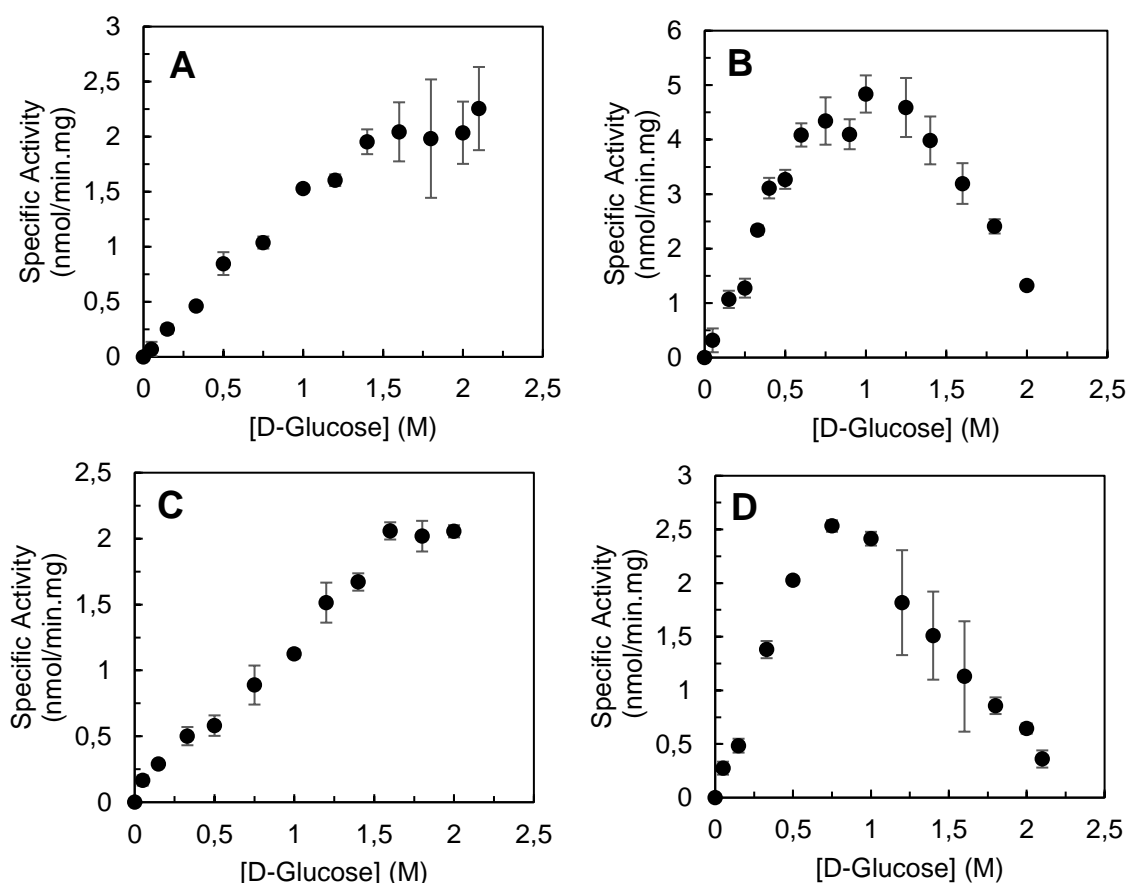 A
3
2,5
2
1,5
1
0,5
0
0 0,5 1 1,5 2 2,5
Specific Activity
(nmol/min.mg)
[D-Glucose] (M)
B
6
5
4
3
2
1
0
0 0,5 1 1,5 2 2,5
Specific Activity
(nmol/min.mg)
[D-Glucose] (M)
C
2,5
2
1,5
1
0,5
0
0 0,5 1 1,5 2 2,5
Specific Activity
(nmol/min.mg)
[D-Glucose] (M)
D
3
2,5
2
1,5
1
0,5
0
0 0,5 1 1,5 2 2,5
Specific Activity
(nmol/min.mg)
[D-Glucose] (M)